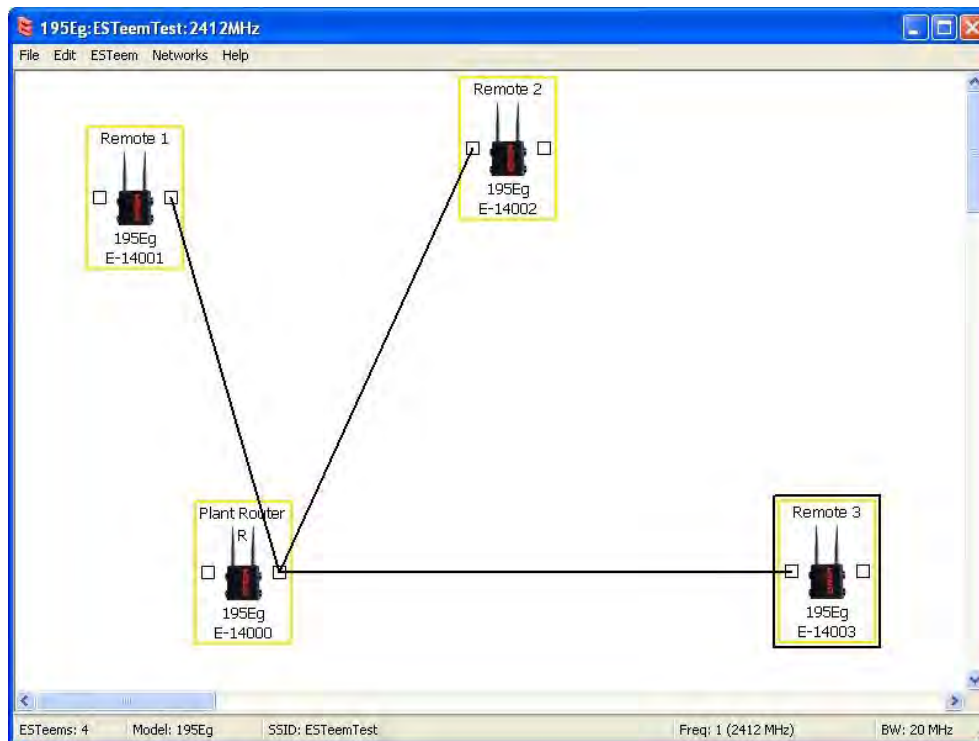 195Eg:ESTeemTest:2412MHz
File Edit ESTeem Networks Help
Remote 2
195Eg
E-14002
Remote 1
195Eg
E-14001
Plant Router
R
195Eg
E-14000
Remote 3
195Eg
E-14003
ESTeems: 4 Model: 195Eg SSID: ESTeemTest Freq: 1 (2412 MHz) BW: 20 MHz